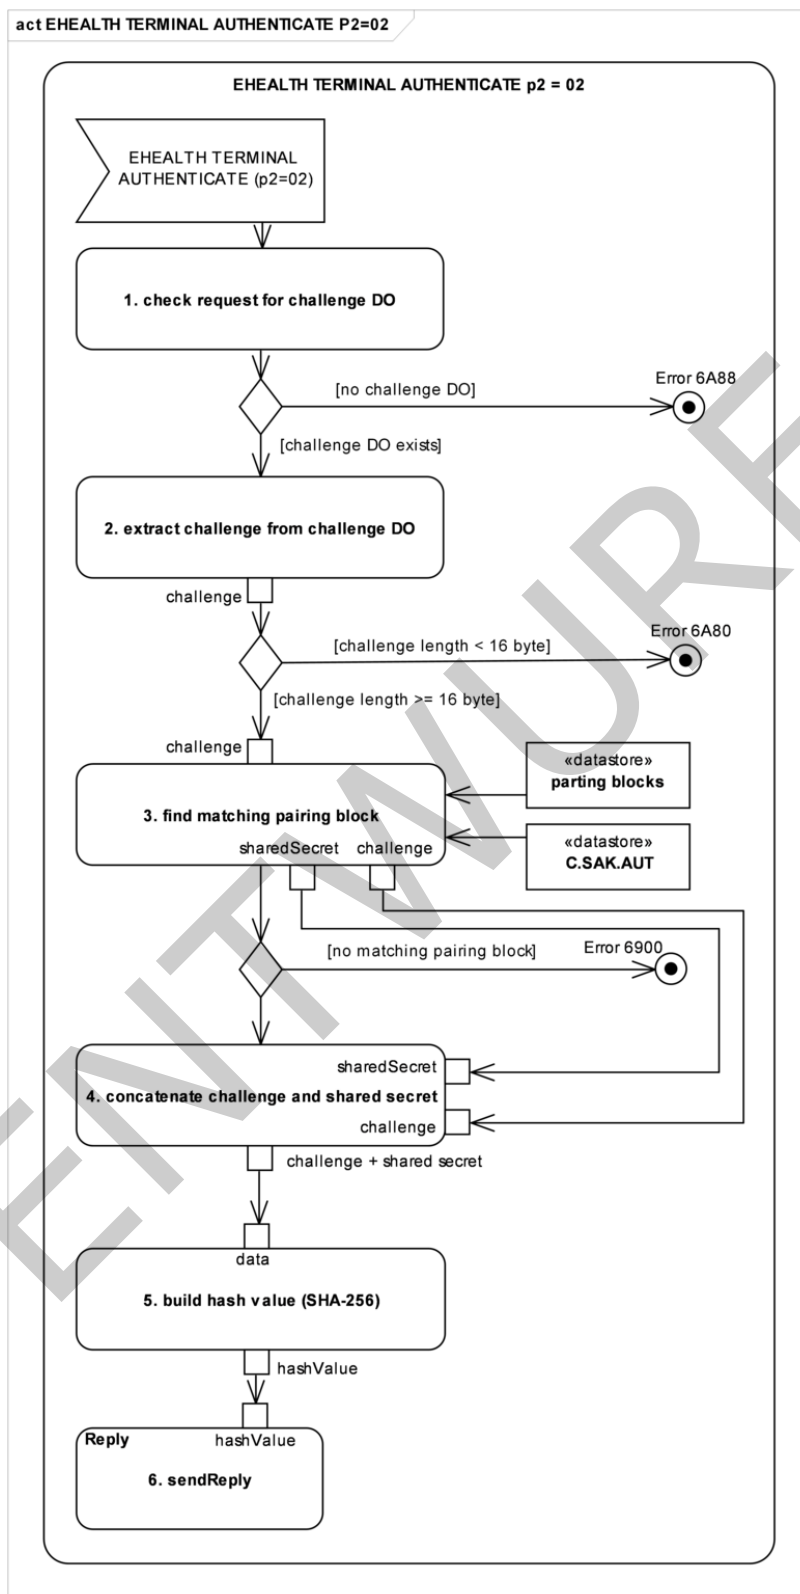 act EHEALTH TERMINAL AUTHENTICATE P2=02
EHEALTH TERMINAL AUTHENTICATE p2 = 02
EHEALTH TERMINAL
AUTHENTICATE (p2=02)
1. check request for challenge DO
Error 6A88
[no challenge DO]
[challenge DO exists]
2. extract challenge from challenge DO
challenge
Error 6A80
[challenge length < 16 byte]
[challenge length >= 16 byte]
challenge
«datastore»
parting blocks
3. find matching pairing block
«datastore»
C.SAK.AUT
sharedSecret challenge
[no matching pairing block]
Error 6900
sharedSecret
4. concatenate challenge and shared secret
challenge
challenge + shared secret
data
5. build hash value (SHA-256)
hashValue
Reply
hashValue
6. sendReply
ENTWURF